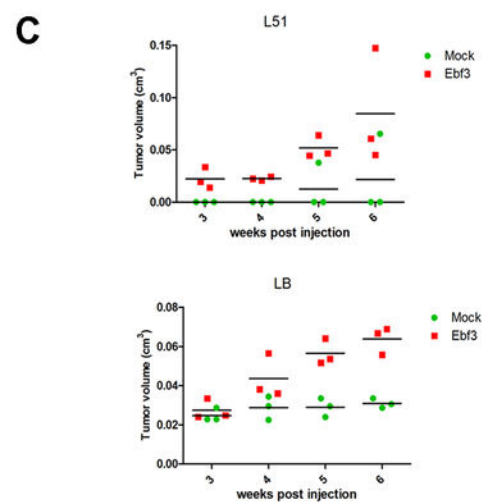 C
L51
Tumor volume (cm³)
0.15
0.10
0.05
0.00
3
4
5
6
weeks post injection
Mock
Ebf3
LB
Tumor volume (cm³)
0.08
0.06
0.04
0.02
0.00
3
4
5
6
weeks post injection
Mock
Ebf3